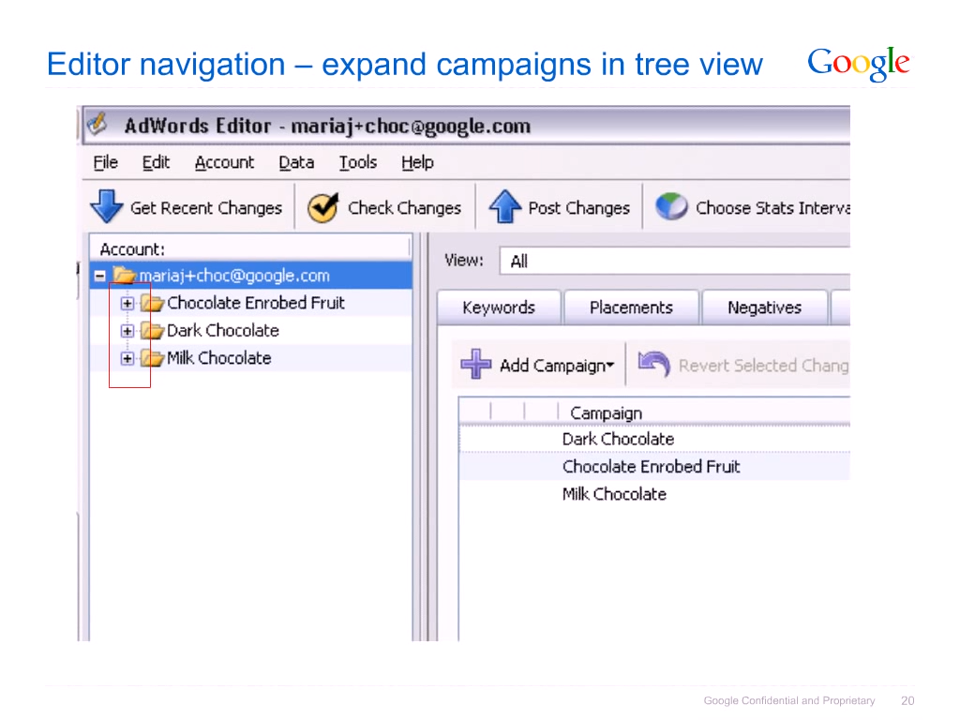 Editor navigation – expand campaigns in tree view
Google
AdWords Editor - mariaj+choc@google.com
File Edit Account Data Tools Help
Get Recent Changes Check Changes Post Changes Choose Stats Interva
Account:
mariaj+choc@google.com
Chocolate Enrobed Fruit
Dark Chocolate
Milk Chocolate
View: All
Keywords Placements Negatives
Add Campaign Revert Selected Chang
Campaign
Dark Chocolate
Chocolate Enrobed Fruit
Milk Chocolate
Google Confidential and Proprietary 20